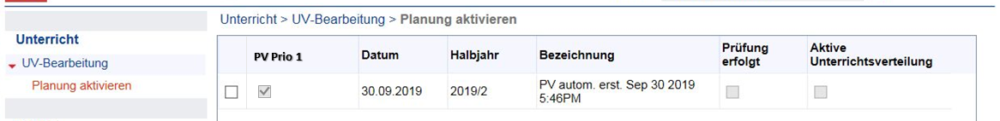 Unterricht > UV-Bearbeitung > Planung aktivieren
Unterricht
UV-Bearbeitung
Planung aktivieren
PV Prio 1
Datum
Halbjahr
Bezeichnung
Prüfung
erfolgt
Aktive
Unterrichtsverteilung
30.09.2019
2019/2
PV autom. erst. Sep 30 2019
5:46PM